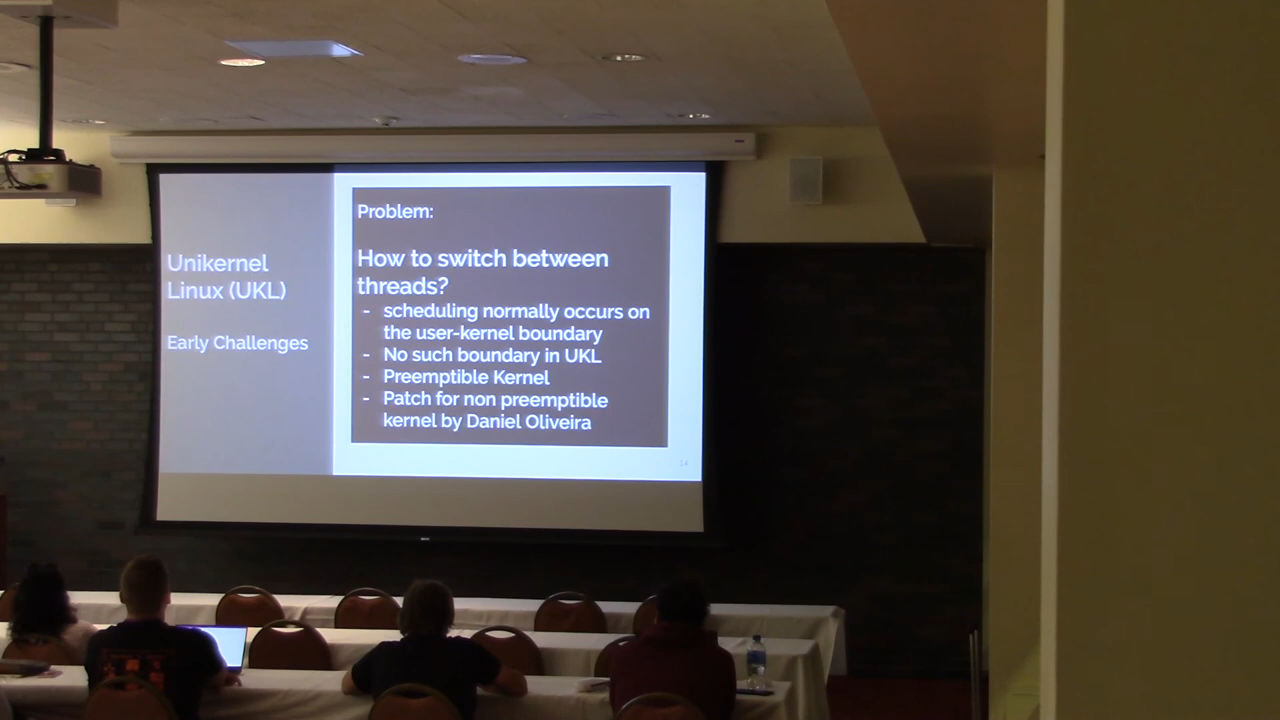 Unikernel
Linux (UKL)
Early Challenges
Problem:
How to switch between
threads?
- scheduling normally occurs on
the user-kernel boundary
- No such boundary in UKL
- Preemptible Kernel
- Patch for non preemptible
kernel by Daniel Oliveira
14